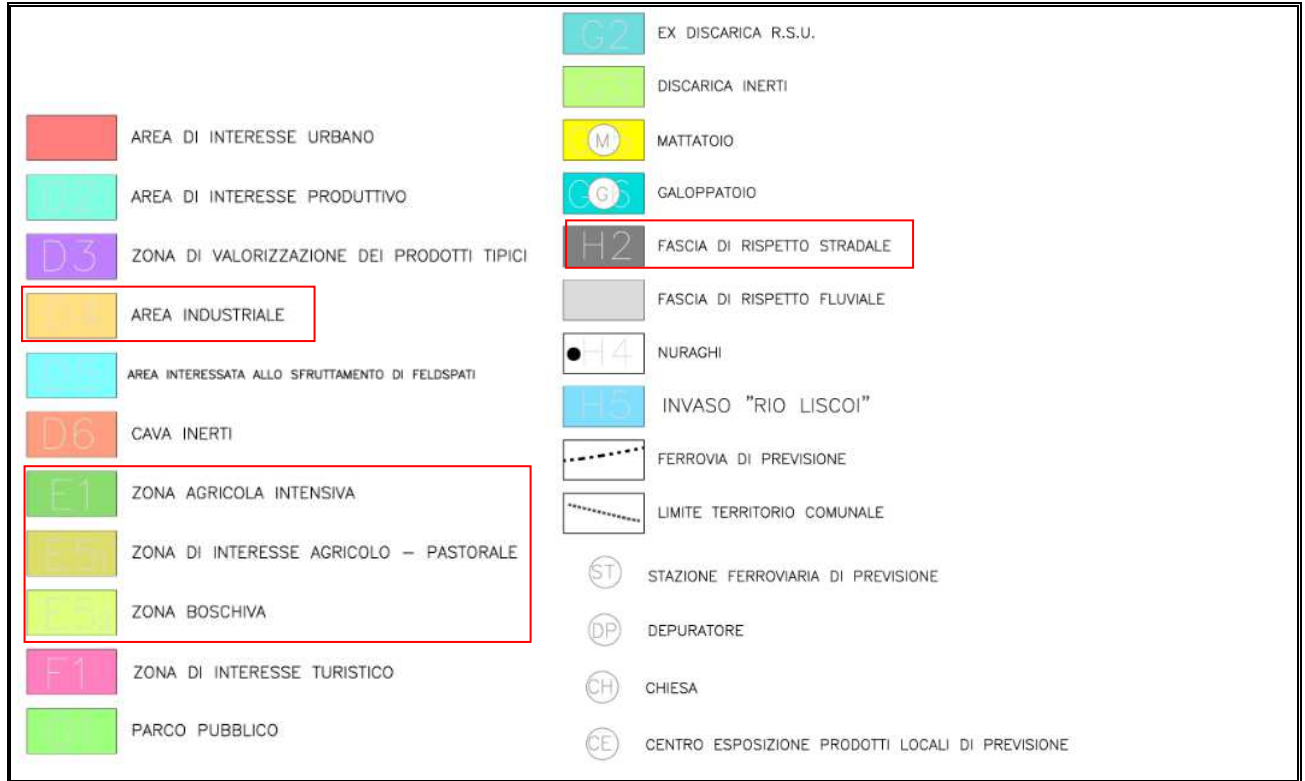 AREA DI INTERESSE URBANO
D2 AREA DI INTERESSE PRODUTTIVO
D3 ZONA DI VALORIZZAZIONE DEI PRODOTTI TIPICI
D4 AREA INDUSTRIALE
AREA INTERESSATA ALLO SFRUTTAMENTO DI FELDSPATI
D6 CAVA INERTI
E1 ZONA AGRICOLA INTENSIVA
ZONA DI INTERESSE AGRICOLO – PASTORALE
ZONA BOSCHIVA
F1 ZONA DI INTERESSE TURISTICO
PARCO PUBBLICO
G2 EX DISCARICA R.S.U.
DISCARICA INERTI
M MATTATOIO
G GALOPPATOIO
H2 FASCIA DI RISPETTO STRADALE
FASCIA DI RISPETTO FLUVIALE
H4 NURAGHI
H5 INVASO "RIO LISCOI"
FERROVIA DI PREVISIONE
LIMITE TERRITORIO COMUNALE
ST STAZIONE FERROVIARIA DI PREVISIONE
DP DEPURATORE
CH CHIESA
CE CENTRO ESPOSIZIONE PRODOTTI LOCALI DI PREVISIONE